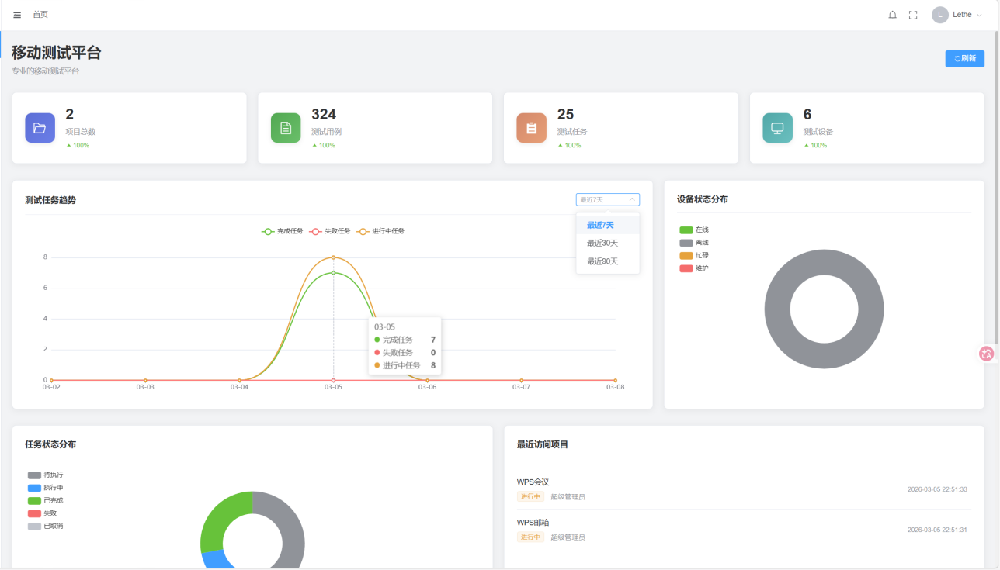 首页
L Lethe
移动测试平台
专业的移动测试平台
刷新
2
项目总数
100%
324
测试用例
100%
25
测试任务
100%
6
测试设备
100%
测试任务趋势
最近7天
最近7天
最近30天
最近90天
完成任务 失败任务 进行中任务
8
6
4
2
0
03-02 03-03 03-04 03-05 03-06 03-07 03-08
03-05
完成任务 7
失败任务 0
进行中任务 8
设备状态分布
在线
离线
忙碌
维护
任务状态分布
待执行
执行中
已完成
失败
已取消
最近访问项目
WPS会议
进行中 超级管理员
2026-03-05 22:51:33
WPS邮箱
进行中 超级管理员
2026-03-05 22:51:31